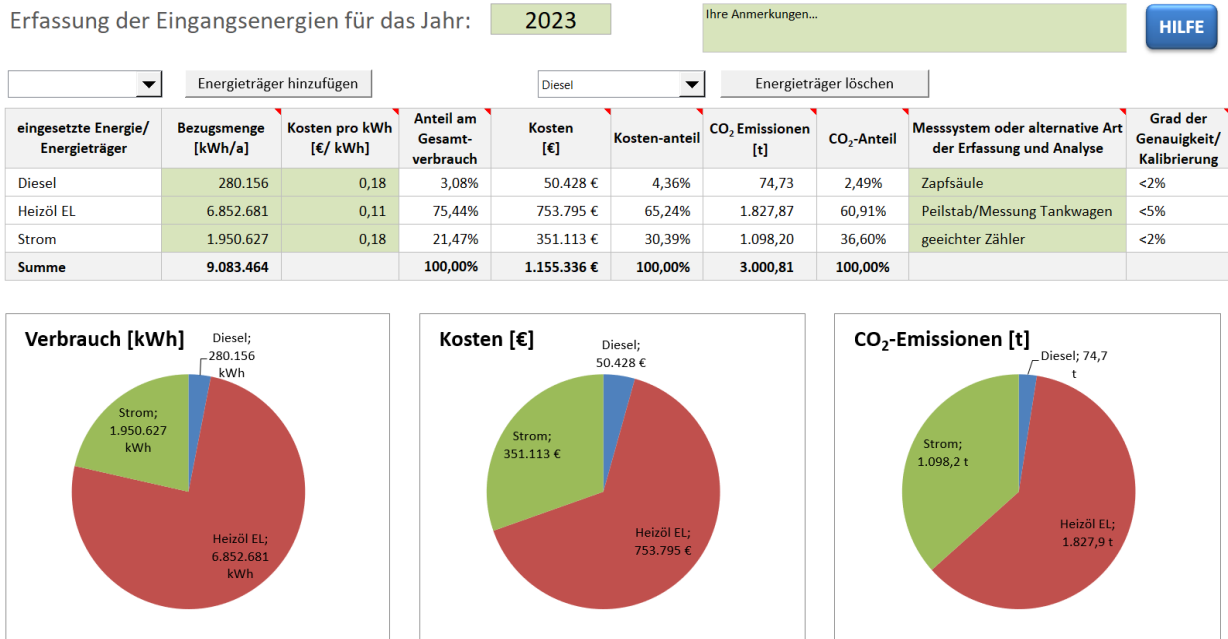 Erfassung der Eingangsenergien für das Jahr: 2023 Ihre Anmerkungen... HILFE
Energieträger hinzufügen Diesel Energieträger löschen
eingesetzte Energie/ Energieträger Bezugsmenge [kWh/a] Kosten pro kWh [€/ kWh] Anteil am Gesamt-verbrauch Kosten [€] Kosten-anteil CO₂ Emissionen [t] CO₂-Anteil Messsystem oder alternative Art der Erfassung und Analyse Grad der Genauigkeit/ Kalibrierung
Diesel 280.156 0,18 3,08% 50.428 € 4,36% 74,73 2,49% Zapfsäule <2%
Heizöl EL 6.852.681 0,11 75,44% 753.795 € 65,24% 1.827,87 60,91% Peilstab/Messung Tankwagen <5%
Strom 1.950.627 0,18 21,47% 351.113 € 30,39% 1.098,20 36,60% geeichter Zähler <2%
Summe 9.083.464 100,00% 1.155.336 € 100,00% 3.000,81 100,00%
Verbrauch [kWh]
Diesel;
280.156
kWh
Strom;
1.950.627
kWh
Heizöl EL;
6.852.681
kWh
Kosten [€]
Diesel;
50.428 €
Strom;
351.113 €
Heizöl EL;
753.795 €
CO₂-Emissionen [t]
Diesel; 74,7
t
Strom;
1.098,2 t
Heizöl EL;
1.827,9 t